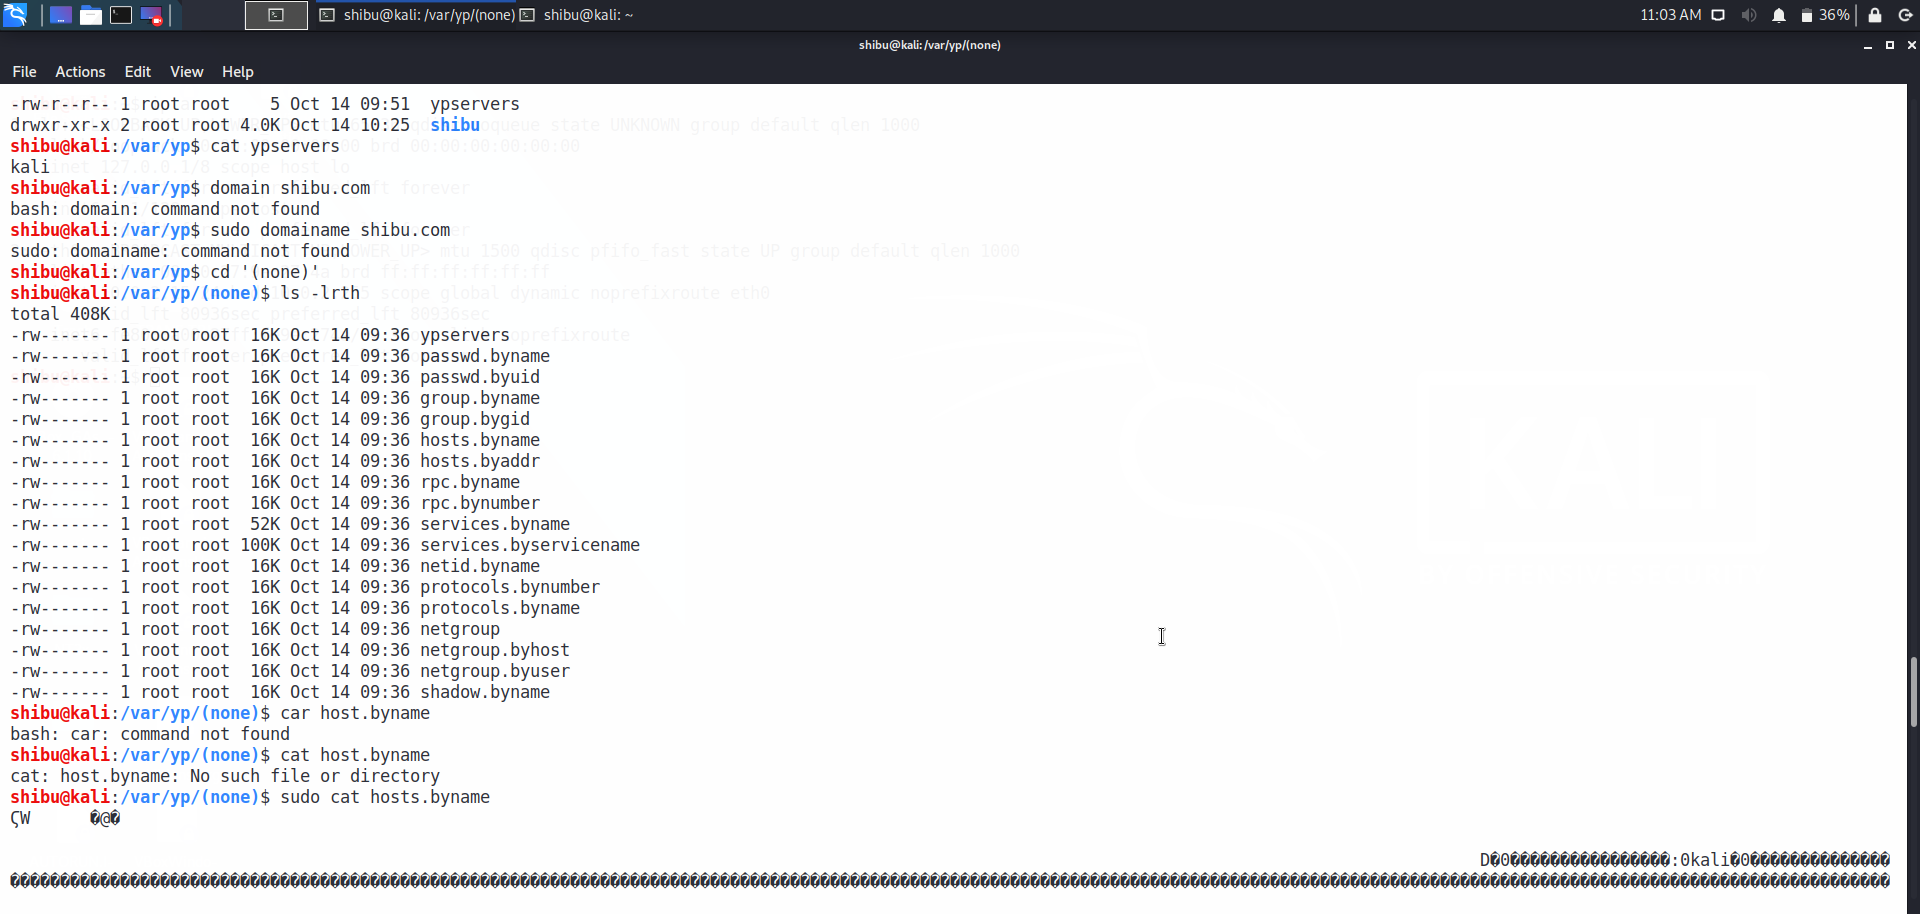 shibu@kali: /var/yp/(none)
shibu@kali: ~
11:03 AM
36%
shibu@kali: /var/yp/(none)
File Actions Edit View Help
-rw-r--r-- 1 root root    5 Oct 14 09:51  ypservers
drwxr-xr-x 2 root root 4.0K Oct 14 10:25  shibu
shibu@kali:/var/yp$ cat ypservers
kali
shibu@kali:/var/yp$ domain shibu.com
bash: domain: command not found
shibu@kali:/var/yp$ sudo domainame shibu.com
sudo: domainame: command not found
shibu@kali:/var/yp$ cd '(none)'
shibu@kali:/var/yp/(none)$ ls -lrth
total 408K
-rw------- 1 root root  16K Oct 14 09:36 ypservers
-rw------- 1 root root  16K Oct 14 09:36 passwd.byname
-rw------- 1 root root  16K Oct 14 09:36 passwd.byuid
-rw------- 1 root root  16K Oct 14 09:36 group.byname
-rw------- 1 root root  16K Oct 14 09:36 group.bygid
-rw------- 1 root root  16K Oct 14 09:36 hosts.byname
-rw------- 1 root root  16K Oct 14 09:36 hosts.byaddr
-rw------- 1 root root  16K Oct 14 09:36 rpc.byname
-rw------- 1 root root  16K Oct 14 09:36 rpc.bynumber
-rw------- 1 root root  52K Oct 14 09:36 services.byname
-rw------- 1 root root 100K Oct 14 09:36 services.byservicename
-rw------- 1 root root  16K Oct 14 09:36 netid.byname
-rw------- 1 root root  16K Oct 14 09:36 protocols.bynumber
-rw------- 1 root root  16K Oct 14 09:36 protocols.byname
-rw------- 1 root root  16K Oct 14 09:36 netgroup
-rw------- 1 root root  16K Oct 14 09:36 netgroup.byhost
-rw------- 1 root root  16K Oct 14 09:36 netgroup.byuser
-rw------- 1 root root  16K Oct 14 09:36 shadow.byname
shibu@kali:/var/yp/(none)$ car host.byname
bash: car: command not found
shibu@kali:/var/yp/(none)$ cat host.byname
cat: host.byname: No such file or directory
shibu@kali:/var/yp/(none)$ sudo cat hosts.byname
ϚW      �@�
D�0����������������:0kali�0��������������